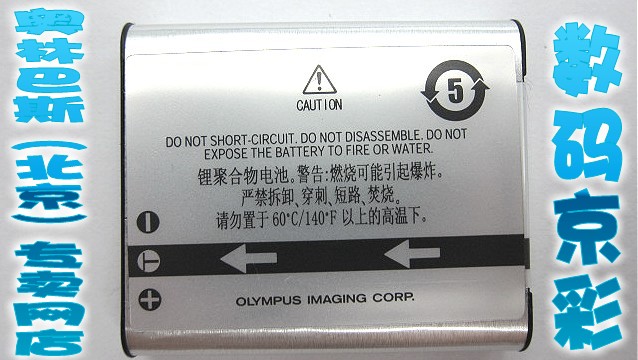 奥林巴斯（北京）专卖网店
CAUTION
5
DO NOT SHORT-CIRCUIT. DO NOT DISASSEMBLE. DO NOT
EXPOSE THE BATTERY TO FIRE OR WATER.
锂聚合物电池。警告:燃烧可能引起爆炸。
严禁拆卸、穿刺、短路、焚烧。
请勿置于 60°C/140°F 以上的高温下。
T
OLYMPUS IMAGING CORP.
数码京彩